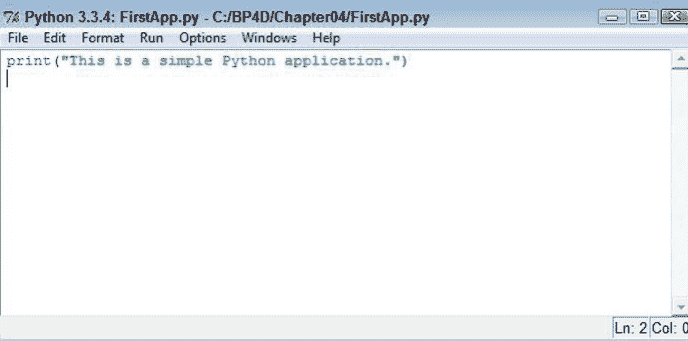 Python 3.3.4: FirstApp.py - C:/BP4D/Chapter04/FirstApp.py
File Edit Format Run Options Windows Help
print("This is a simple Python application.")
Ln: 2 Col: 0